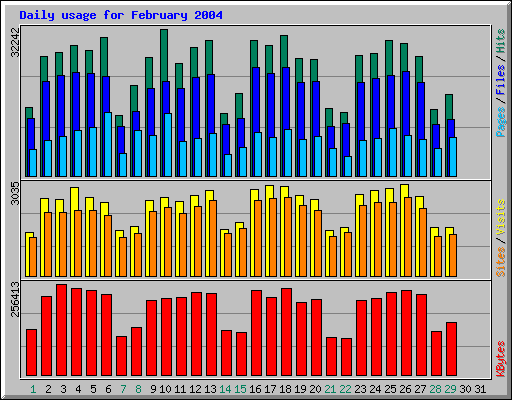 Daily usage for February 2004
32242
Pages / Files / Hits
3035
Sites / Visits
256413
KBytes
1 2 3 4 5 6 7 8 9 10 11 12 13 14 15 16 17 18 19 20 21 22 23 24 25 26 27 28 29 30 31